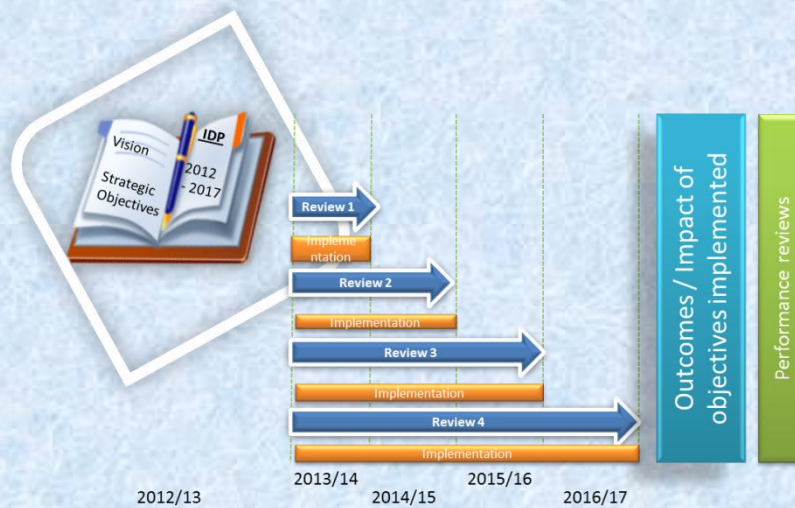 Vision
Strategic
Objectives
IDP
2012
- 2017
Review 1
Impleme
ntation
Review 2
Implementation
Review 3
Implementation
Review 4
Implementation
Outcomes / Impact of
objectives implemented
Performance reviews
2012/13
2013/14
2014/15
2015/16
2016/17